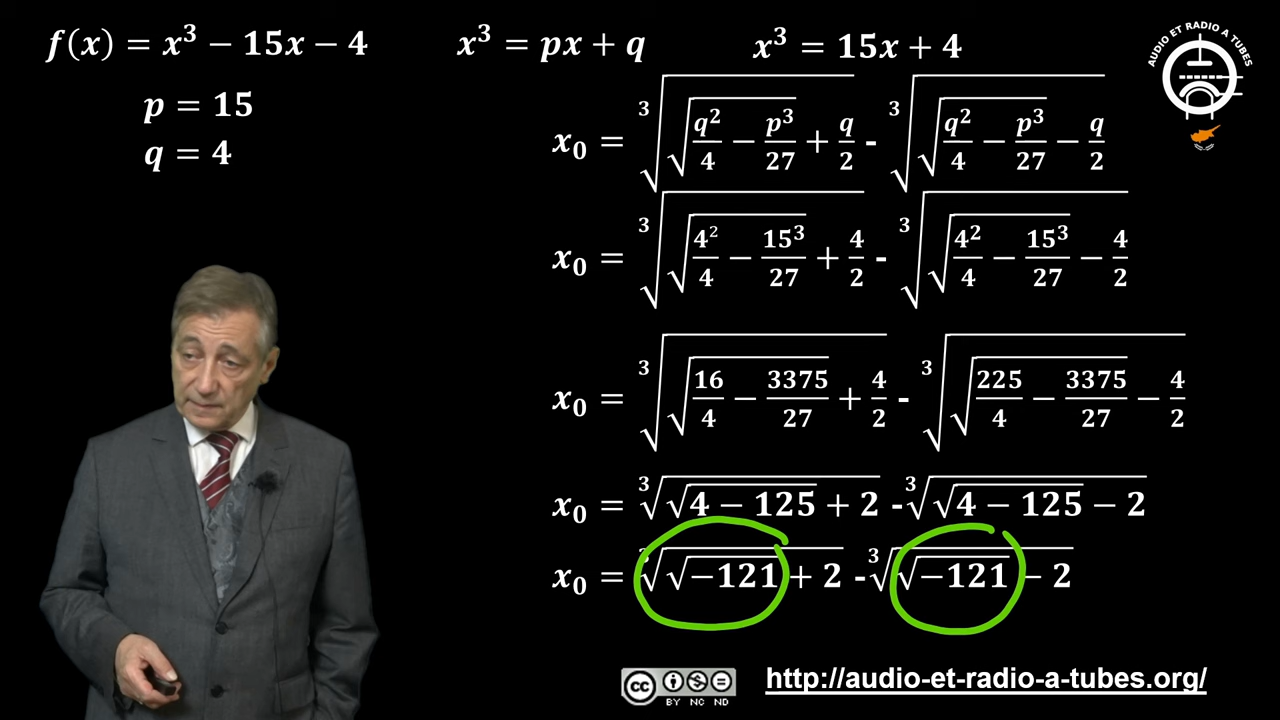 f(x) = x³ − 15x − 4
x³ = px + q
x³ = 15x + 4
AUDIO ET RADIO A TUBES
p = 15
q = 4
x₀ = ∛(√(q²/4 − p³/27) + q/2) - ∛(√(q²/4 − p³/27) − q/2)
x₀ = ∛(√(4²/4 − 15³/27) + 4/2) - ∛(√(4²/4 − 15³/27) − 4/2)
x₀ = ∛(√(16/4 − 3375/27) + 4/2) - ∛(√(225/4 − 3375/27) − 4/2)
x₀ = ∛(√(4 − 125) + 2) - ∛(√(4 − 125) − 2)
x₀ = ∛(√(−121) + 2) - ∛(√(−121) − 2)
cc BY NC ND
http://audio-et-radio-a-tubes.org/